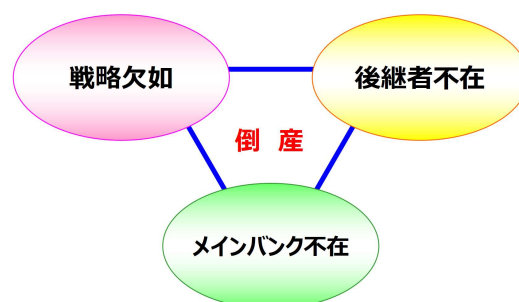 戦略欠如
後継者不在
倒 産
メインバンク不在